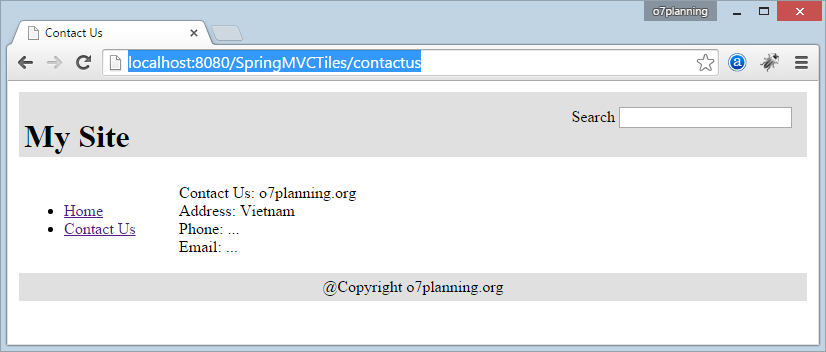 o7planning
Contact Us
localhost:8080/SpringMVCTiles/contactus
My Site
Search
Home
Contact Us
Contact Us: o7planning.org
Address: Vietnam
Phone: ...
Email: ...
@Copyright o7planning.org